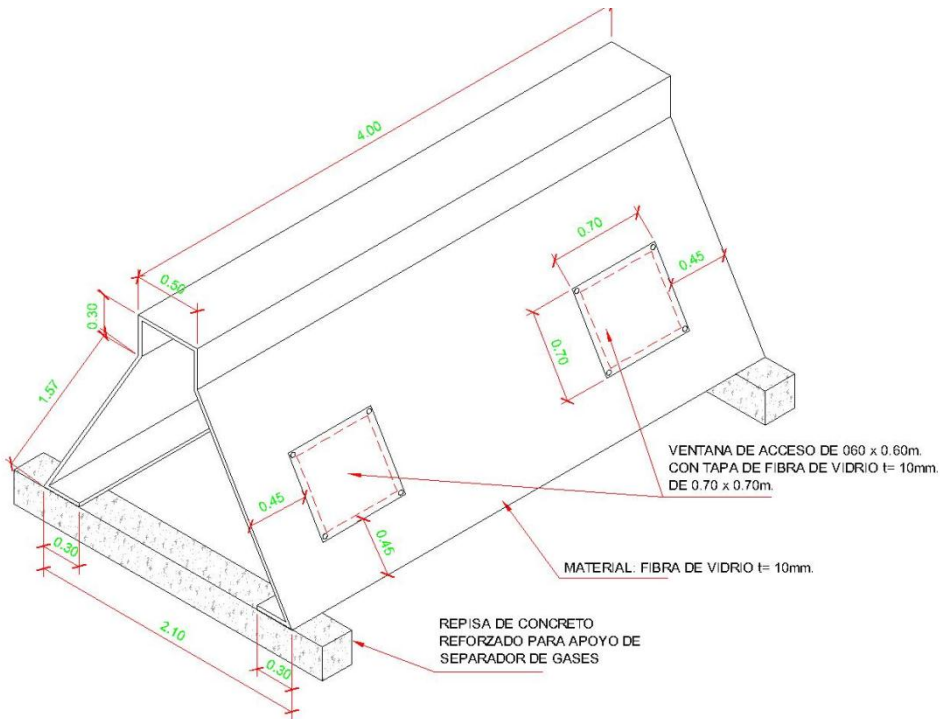 4.00
0.50
0.30
1.57
0.70
0.45
0.70
0.45
0.45
0.30
2.10
0.30
VENTANA DE ACCESO DE 060 x 0.60m.
CON TAPA DE FIBRA DE VIDRIO t= 10mm.
DE 0.70 x 0.70m.
MATERIAL: FIBRA DE VIDRIO t= 10mm.
REPISA DE CONCRETO
REFORZADO PARA APOYO DE
SEPARADOR DE GASES